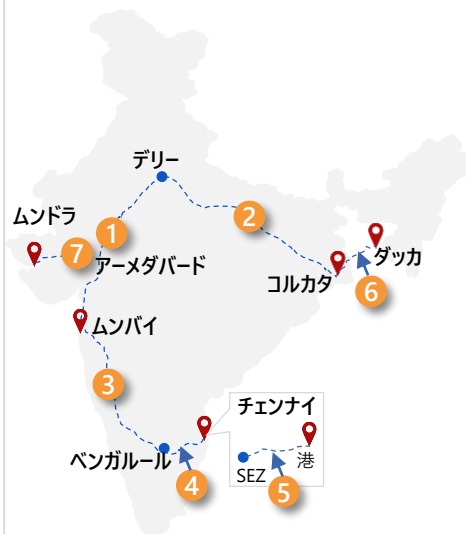 デリー
ムンドラ
1
2
7
アーメダバード
ダッカ
コルカタ
6
ムンバイ
3
チェンナイ
ベンガルール
4
SEZ
港
5